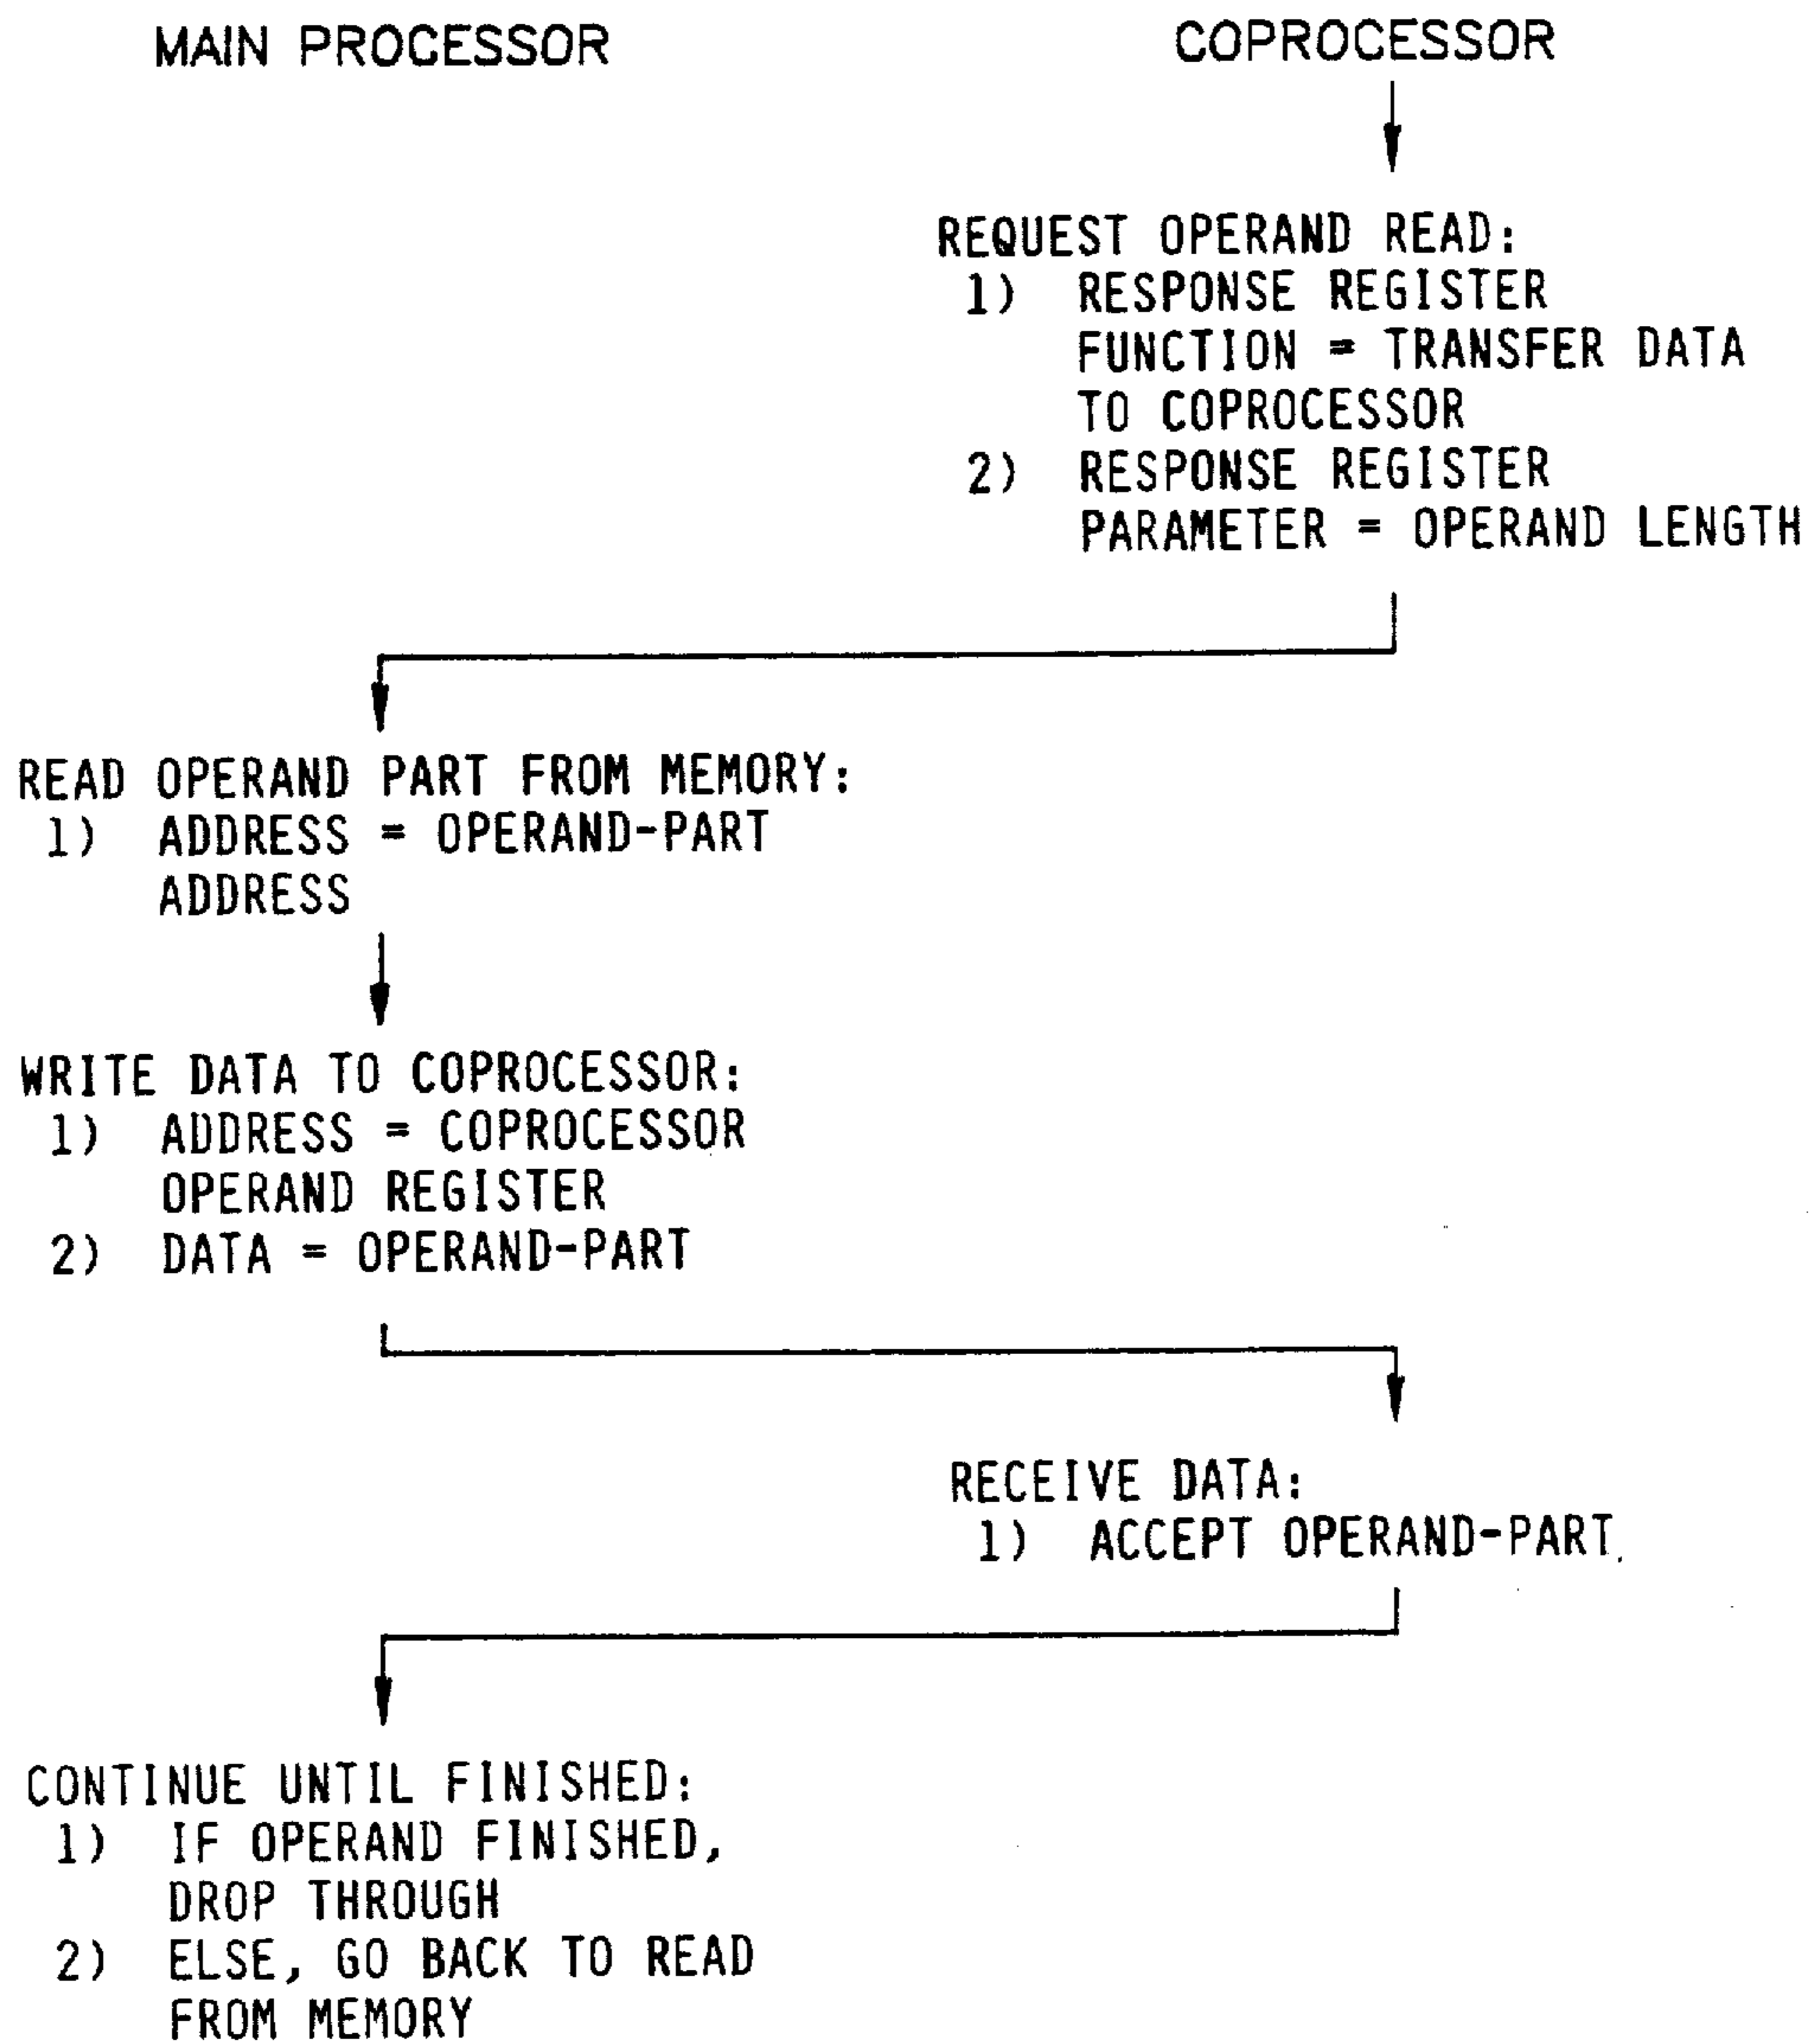 MAIN PROCESSOR
COPROCESSOR
REQUEST OPERAND READ:
1) RESPONSE REGISTER
FUNCTION = TRANSFER DATA
TO COPROCESSOR
2) RESPONSE REGISTER
PARAMETER = OPERAND LENGTH
READ OPERAND PART FROM MEMORY:
1) ADDRESS = OPERAND-PART
ADDRESS
WRITE DATA TO COPROCESSOR:
1) ADDRESS = COPROCESSOR
OPERAND REGISTER
2) DATA = OPERAND-PART
RECEIVE DATA:
1) ACCEPT OPERAND-PART
CONTINUE UNTIL FINISHED:
1) IF OPERAND FINISHED,
DROP THROUGH
2) ELSE, GO BACK TO READ
FROM MEMORY